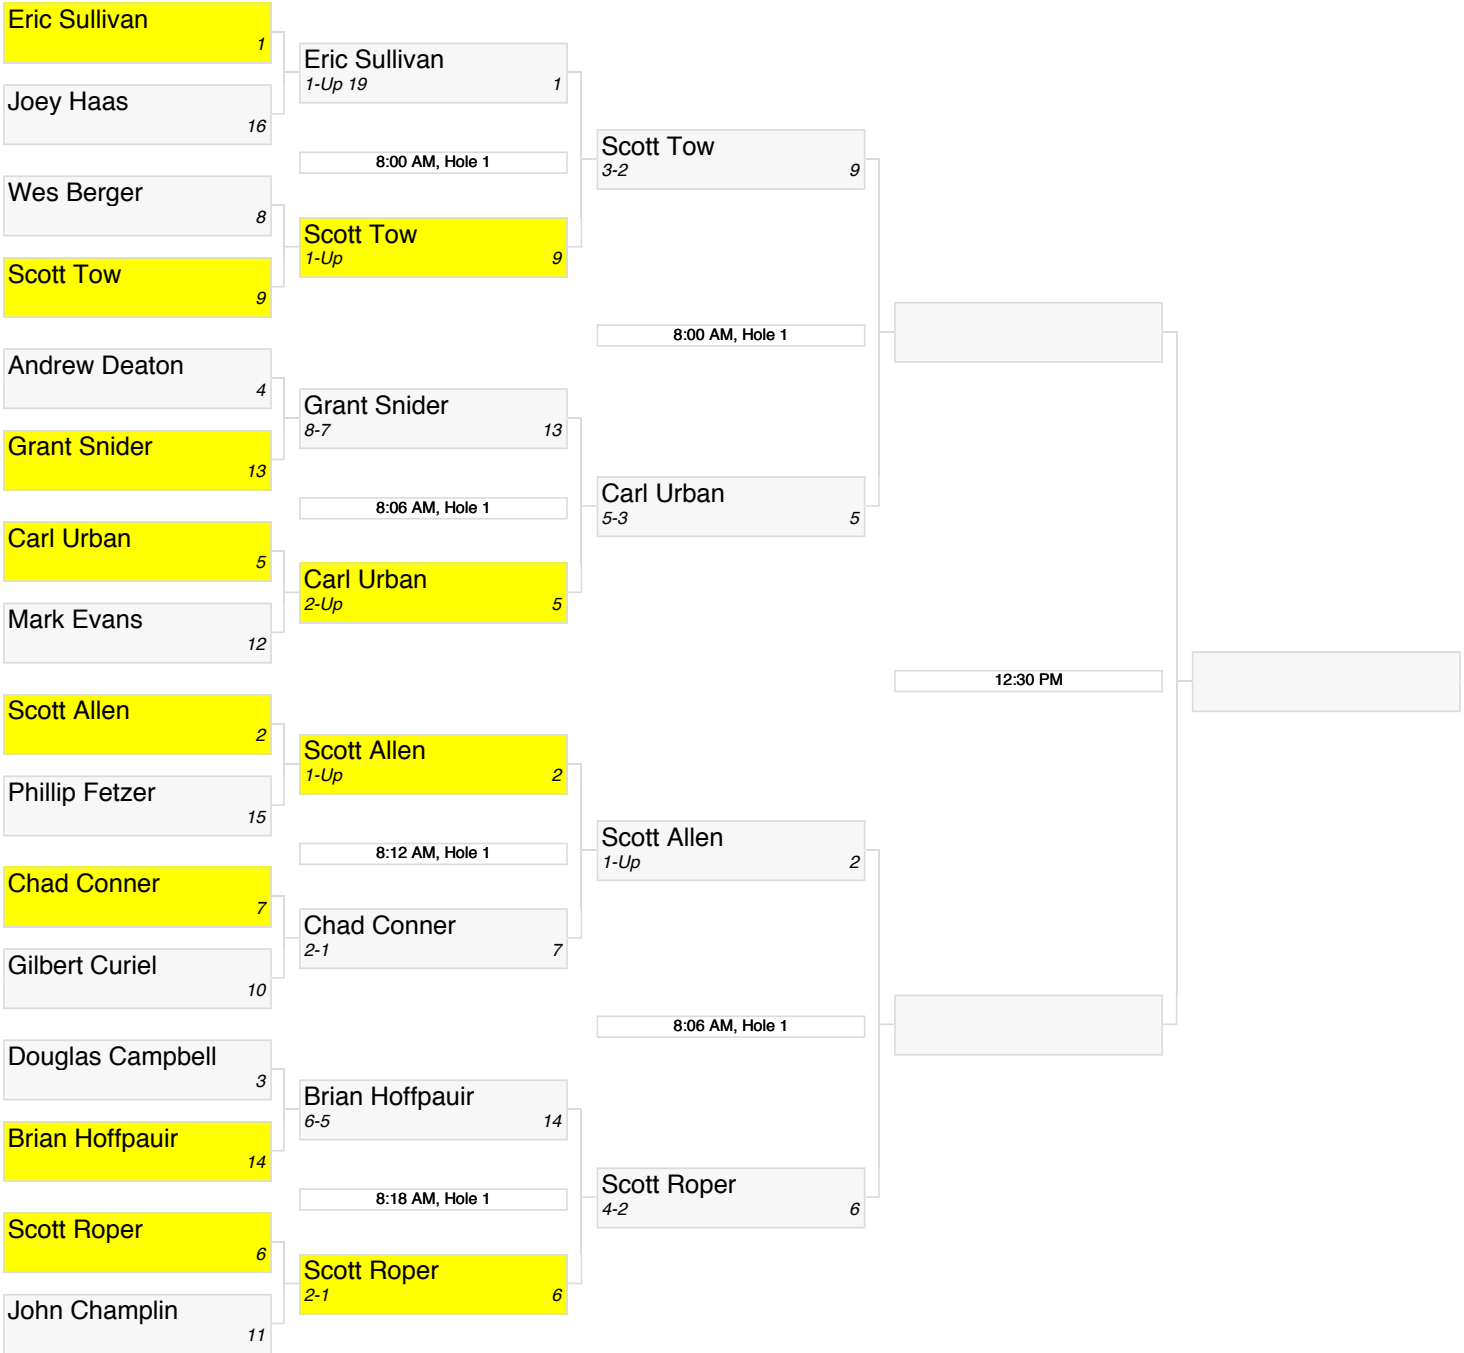 Eric Sullivan
1
Joey Haas
16
Wes Berger
8
Scott Tow
9
Andrew Deaton
4
Grant Snider
13
Carl Urban
5
Mark Evans
12
Scott Allen
2
Phillip Fetzer
15
Chad Conner
7
Gilbert Curiel
10
Douglas Campbell
3
Brian Hoffpauir
14
Scott Roper
6
John Champlin
11
Eric Sullivan
1-Up 19 1
8:00 AM, Hole 1
Scott Tow
1-Up 9
Grant Snider
8-7 13
8:06 AM, Hole 1
Carl Urban
2-Up 5
Scott Allen
1-Up 2
8:12 AM, Hole 1
Chad Conner
2-1 7
Brian Hoffpauir
6-5 14
8:18 AM, Hole 1
Scott Roper
2-1 6
Scott Tow
3-2 9
8:00 AM, Hole 1
Carl Urban
5-3 5
Scott Allen
1-Up 2
8:06 AM, Hole 1
Scott Roper
4-2 6
12:30 PM